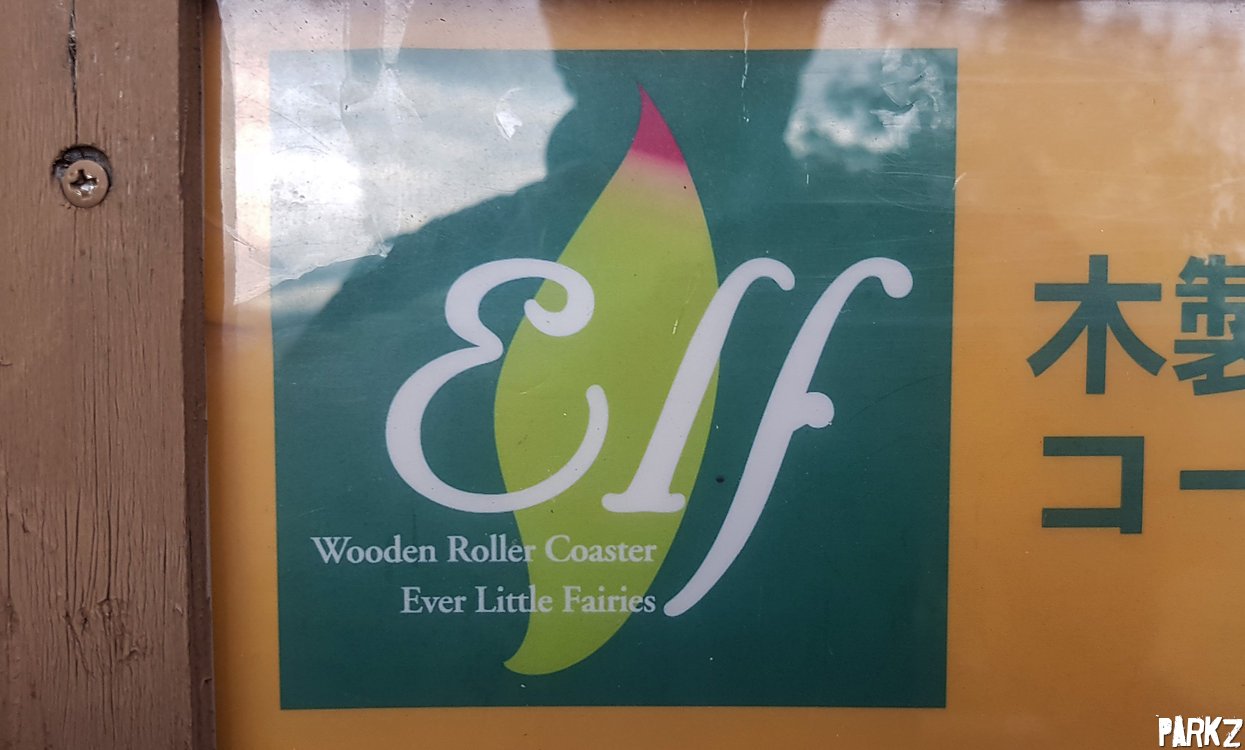 Elf
Wooden Roller Coaster
Ever Little Fairies
木製
コー
PARKZ